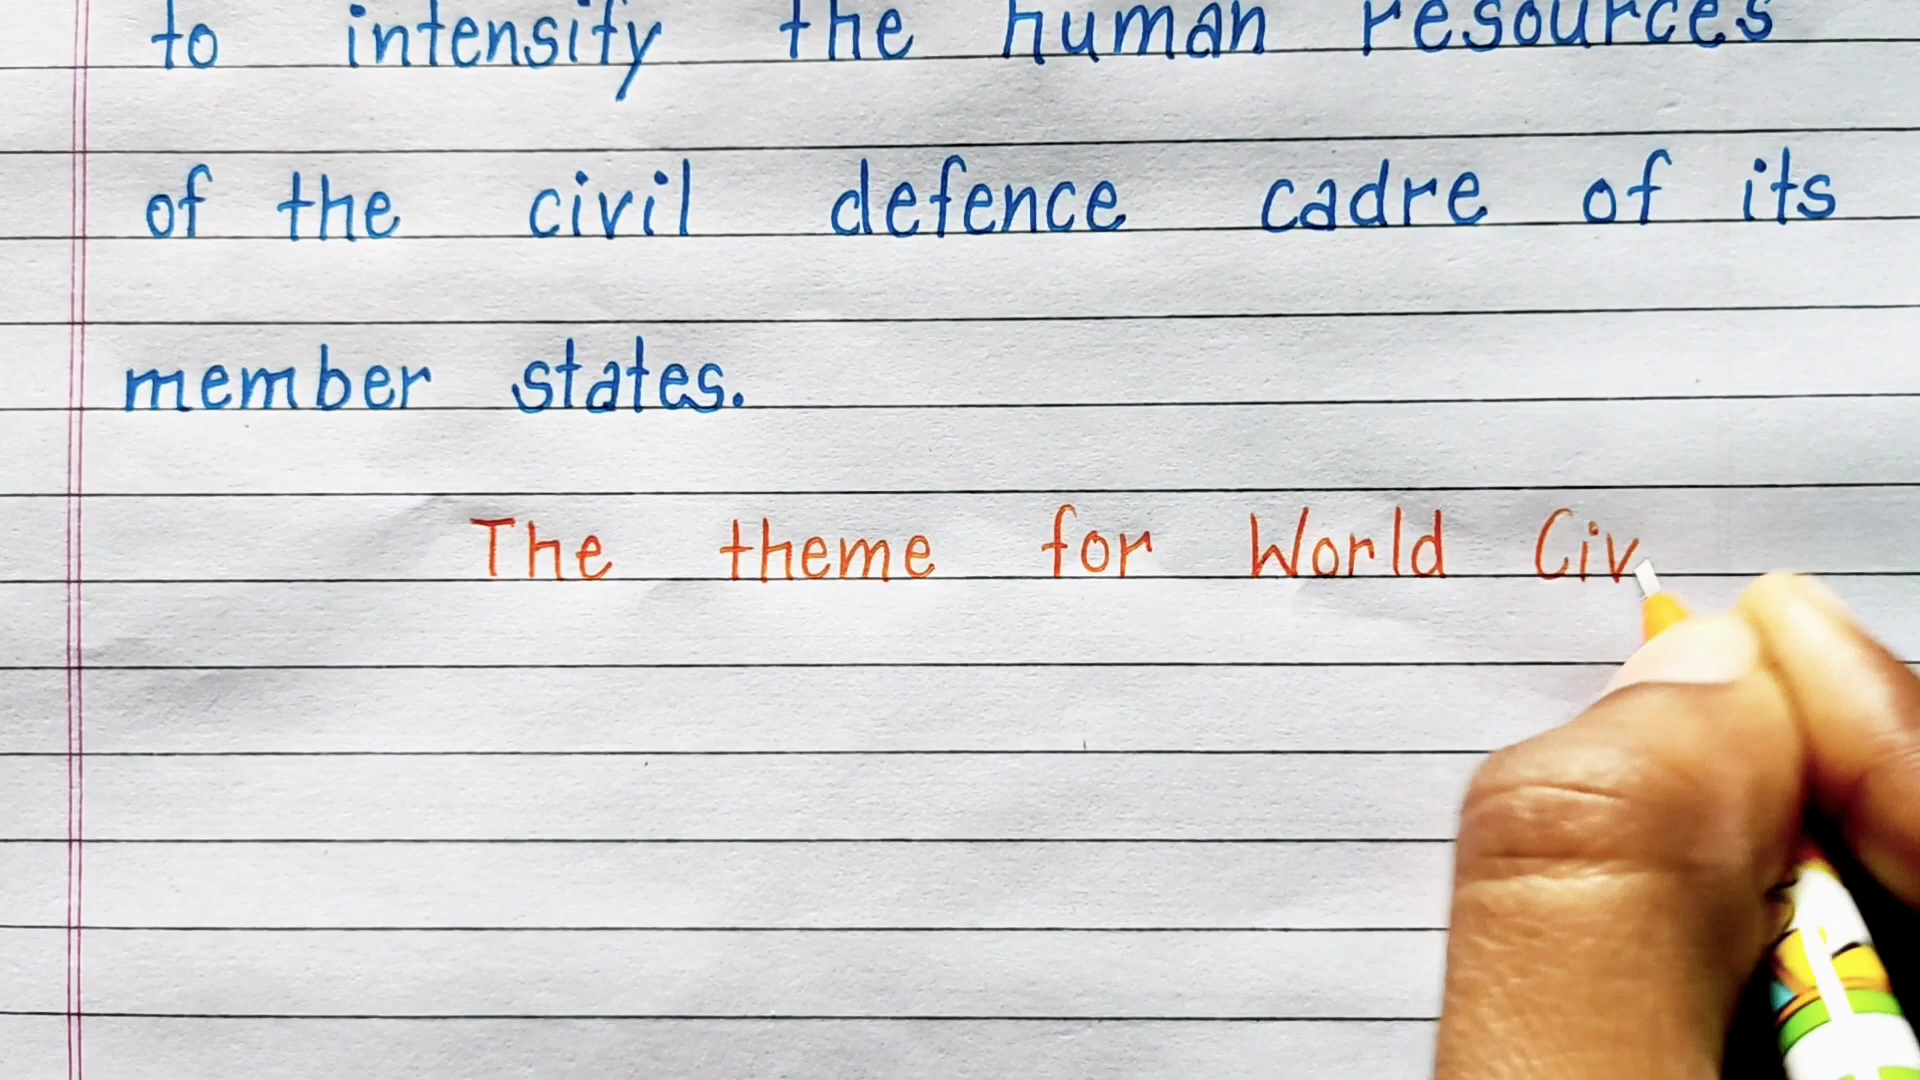 to intensify the human resources
of the civil defence cadre of its
member states.
The theme for World Civ